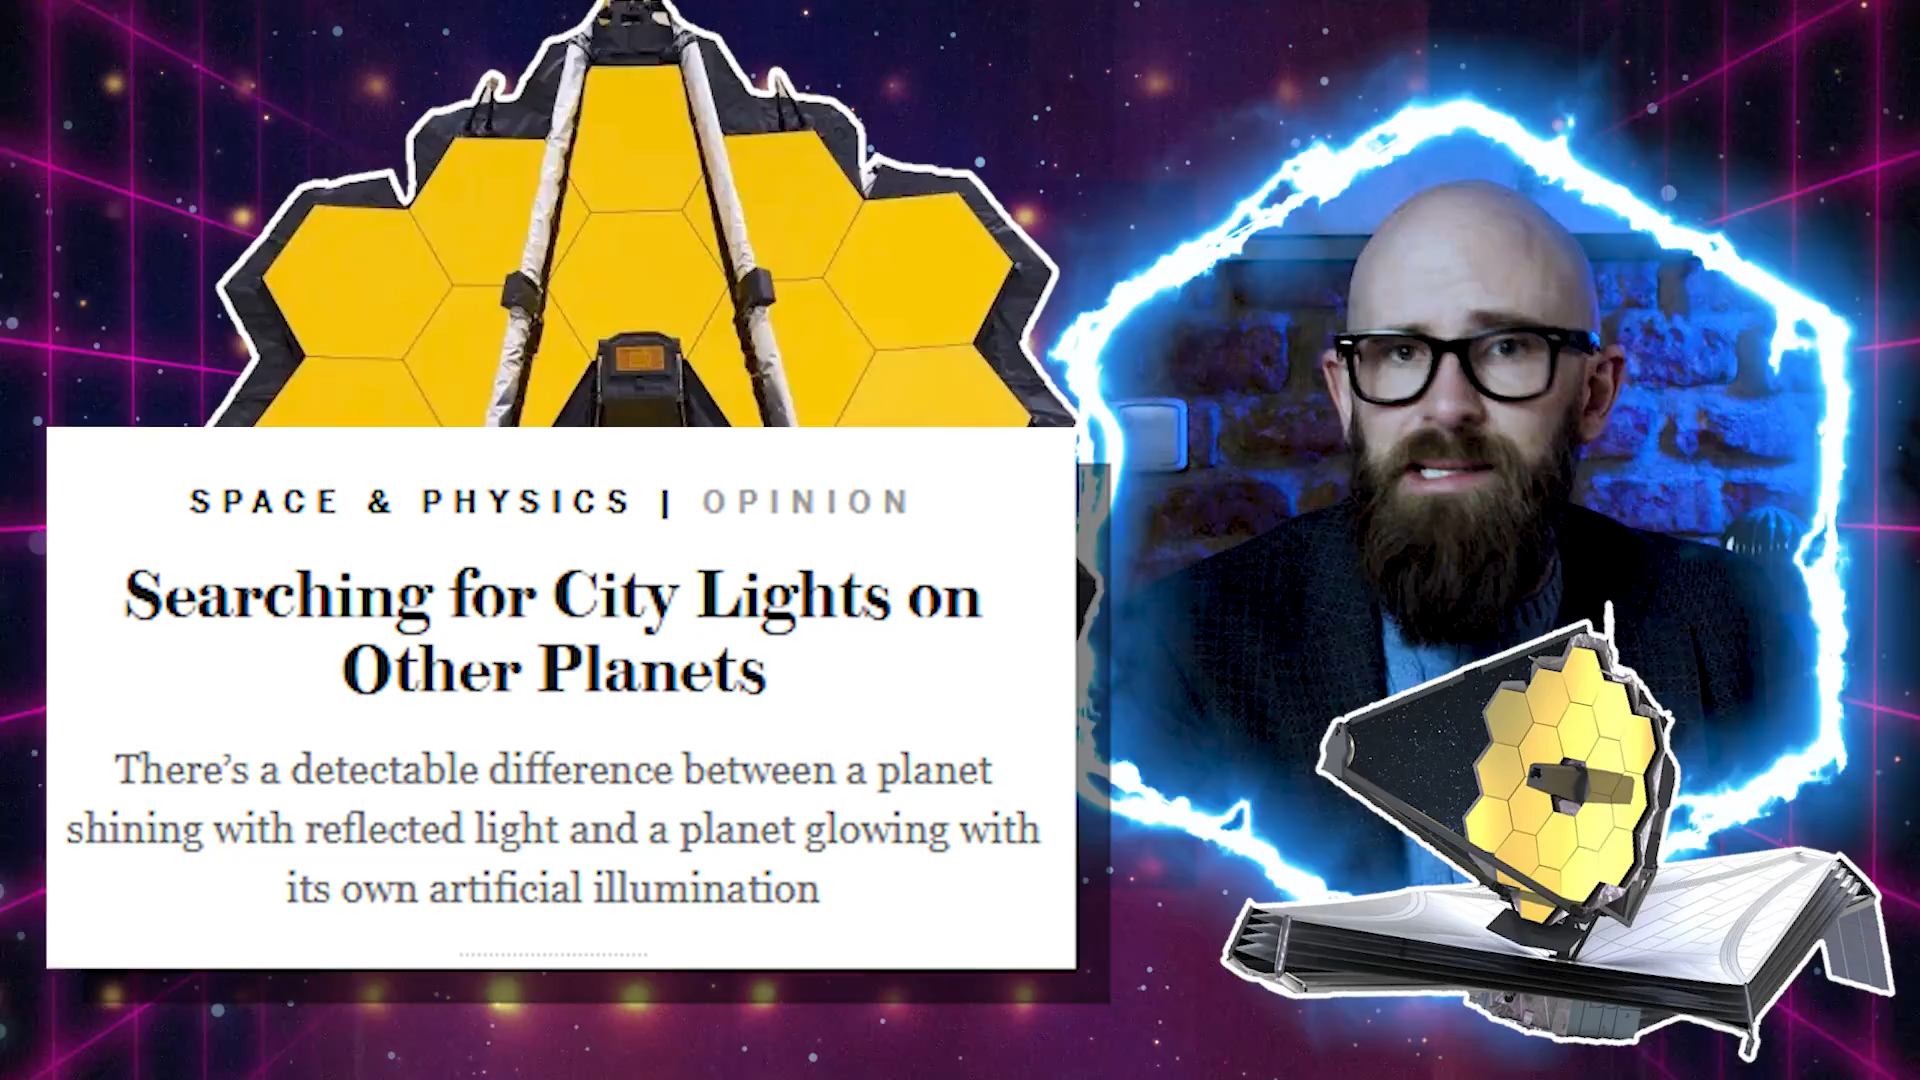 SPACE & PHYSICS | OPINION
Searching for City Lights on
Other Planets
There’s a detectable difference between a planet
shining with reflected light and a planet glowing with
its own artificial illumination